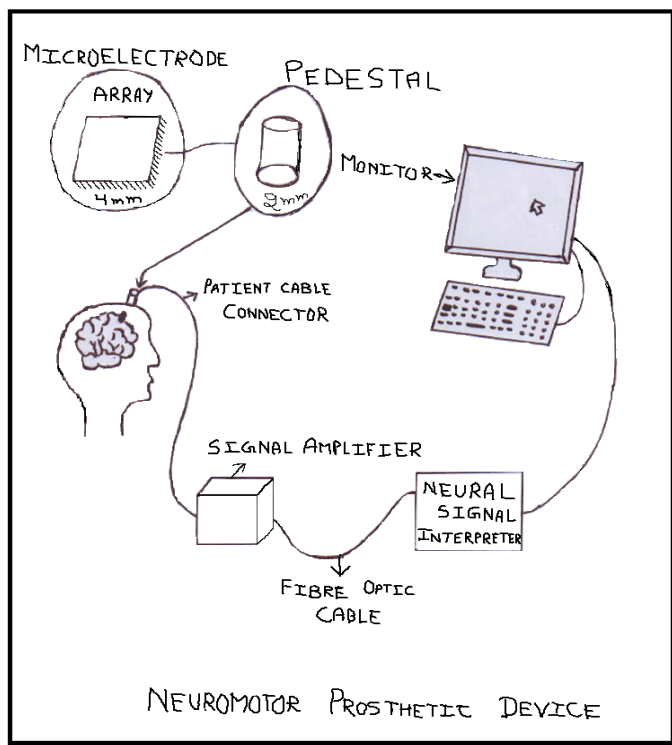 MICROELECTRODE
ARRAY
4mm
PEDESTAL
2mm
MONITOR
PATIENT CABLE
CONNECTOR
SIGNAL AMPLIFIER
NEURAL
SIGNAL
INTERPRETER
FIBRE OPTIC
CABLE
NEUROMOTOR PROSTHETIC DEVICE